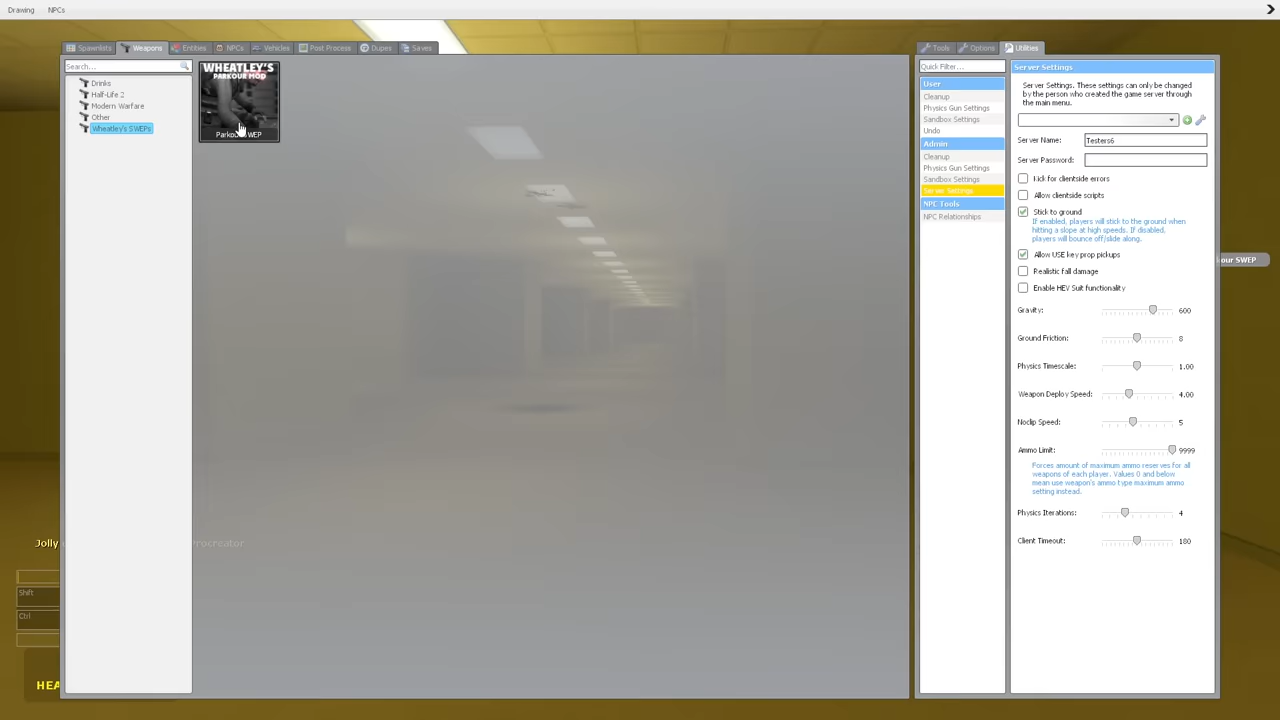 Drawing NPCs
Spawnlists Weapons Entities NPCs Vehicles Post Process Dupes Saves
Search...
Drinks
Half-Life 2
Modern Warfare
Other
Wheatley's SWEPs
WHEATLEY'S
PARKOUR MOD
Tools Options Utilities
Quick Filter...
User
Cleanup
Physics Gun Settings
Sandbox Settings
Undo
Admin
Cleanup
Physics Gun Settings
Sandbox Settings
Server Settings
NPC Tools
NPC Relationships
Server Settings
Server Settings. These settings can only be changed
by the person who created the game server through
the main menu.
Server Name: Testers6
Server Password:
Kick for clientside errors
Allow clientside scripts
Stick to ground
If enabled, players will stick to the ground when
hitting a slope at high speeds. If disabled,
players will bounce off/slide along.
Allow USE key prop pickups
Realistic fall damage
Enable HEV Suit functionality
Gravity: 600
Ground Friction: 8
Physics Timescale: 1.00
Weapon Deploy Speed: 4.00
Noclip Speed: 5
Ammo Limit: 9999
Forces amount of maximum ammo reserves for all
weapons of each player. Values 0 and below
mean use weapon's ammo type maximum ammo
setting instead.
Physics Iterations: 4
Client Timeout: 180
SWEP
Jolly
Shift
Ctrl